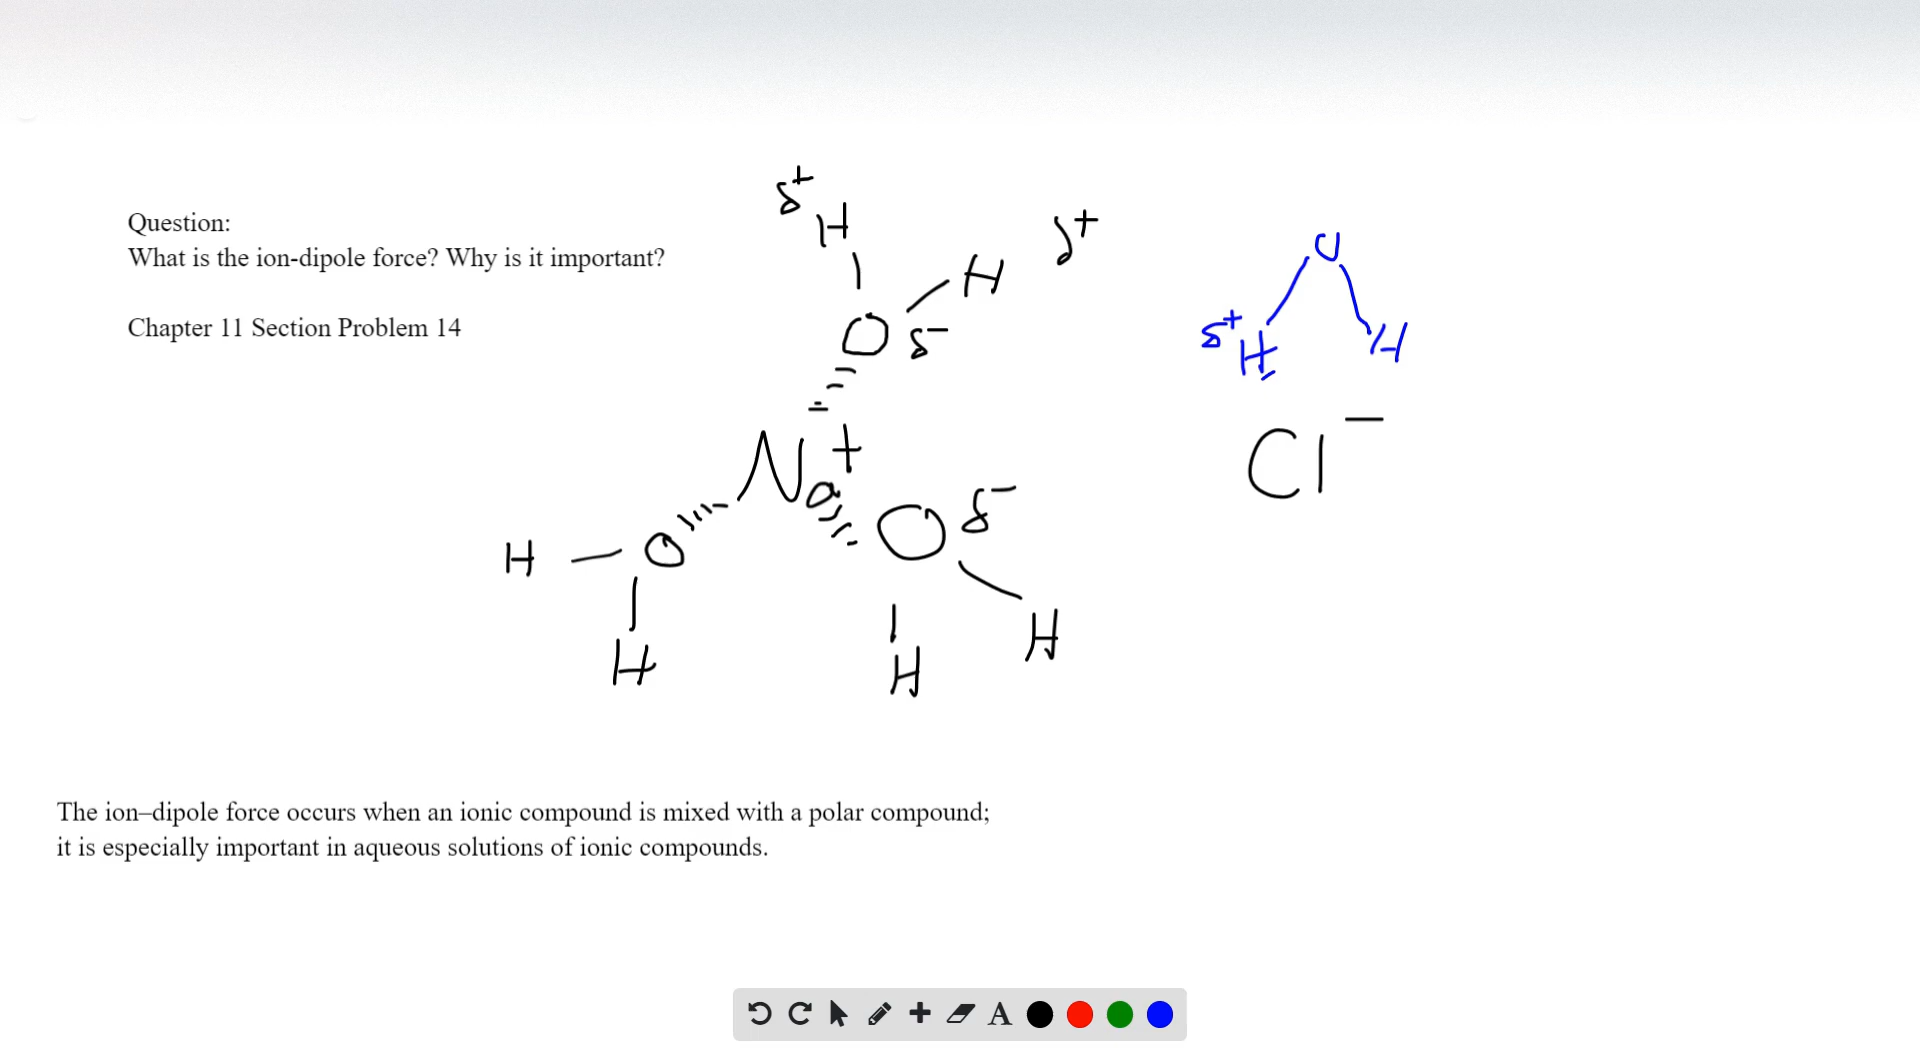 Question:
What is the ion-dipole force? Why is it important?
Chapter 11 Section Problem 14
δ+
H
H
δ+
O
δ-
Na+
O
δ-
H
O
H
H
H
O
δ+
H
H
Cl-
The ion–dipole force occurs when an ionic compound is mixed with a polar compound;
it is especially important in aqueous solutions of ionic compounds.
A